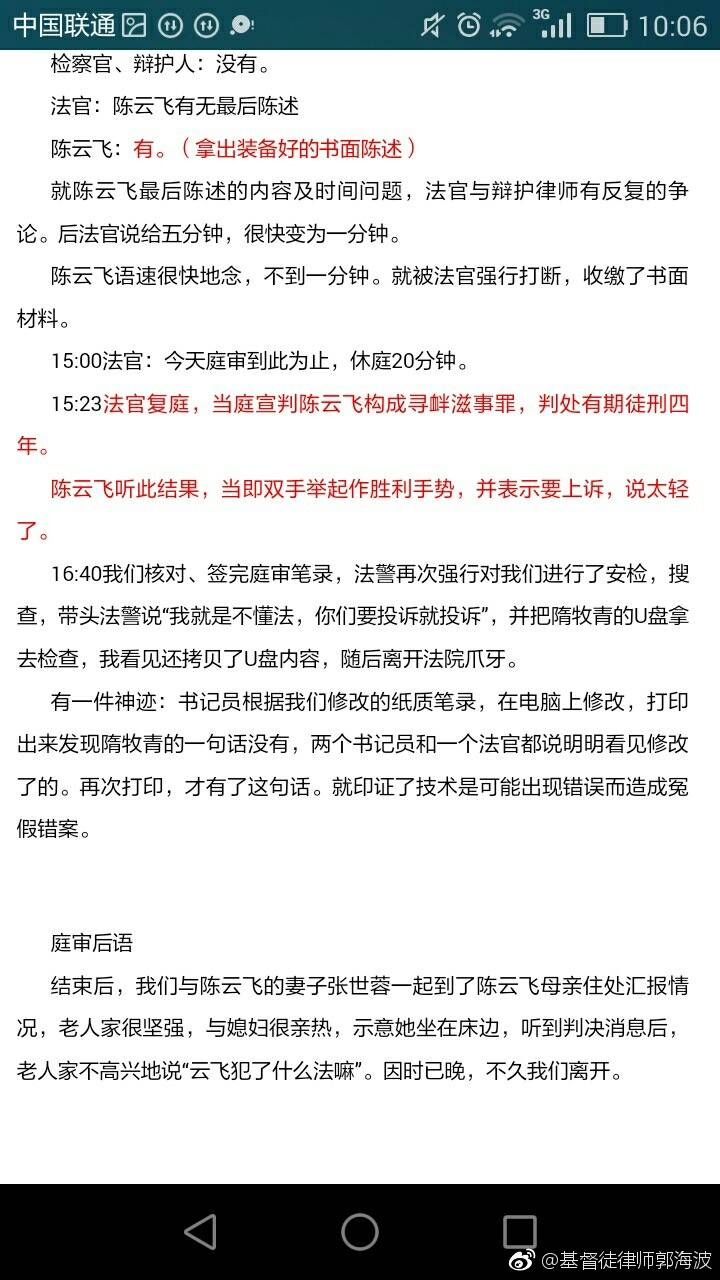 中国联通 3G 10:06
检察官、辩护人：没有。
法官：陈云飞有无最后陈述
陈云飞：有。（拿出装备好的书面陈述）
就陈云飞最后陈述的内容及时间问题，法官与辩护律师有反复的争
论。后法官说给五分钟，很快变为一分钟。
陈云飞语速很快地念，不到一分钟。就被法官强行打断，收缴了书面
材料。
15:00法官：今天庭审到此为止，休庭20分钟。
15:23法官复庭，当庭宣判陈云飞构成寻衅滋事罪，判处有期徒刑四
年。
陈云飞听此结果，当即双手举起作胜利手势，并表示要上诉，说太轻
了。
16:40我们核对、签完庭审笔录，法警再次强行对我们进行了安检，搜
查，带头法警说“我就是不懂法，你们要投诉就投诉”，并把隋牧青的U盘拿
去检查，我看见还拷贝了U盘内容，随后离开法院爪牙。
有一件神迹：书记员根据我们修改的纸质笔录，在电脑上修改，打印
出来发现隋牧青的一句话没有，两个书记员和一个法官都说明明看见修改
了的。再次打印，才有了这句话。就印证了技术是可能出现错误而造成冤
假错案。
庭审后语
结束后，我们与陈云飞的妻子张世蓉一起到了陈云飞母亲住处汇报情
况，老人家很坚强，与媳妇很亲热，示意她坐在床边，听到判决消息后，
老人家不高兴地说“云飞犯了什么法嘛”。因时已晚，不久我们离开。
@基督徒律师郭海波